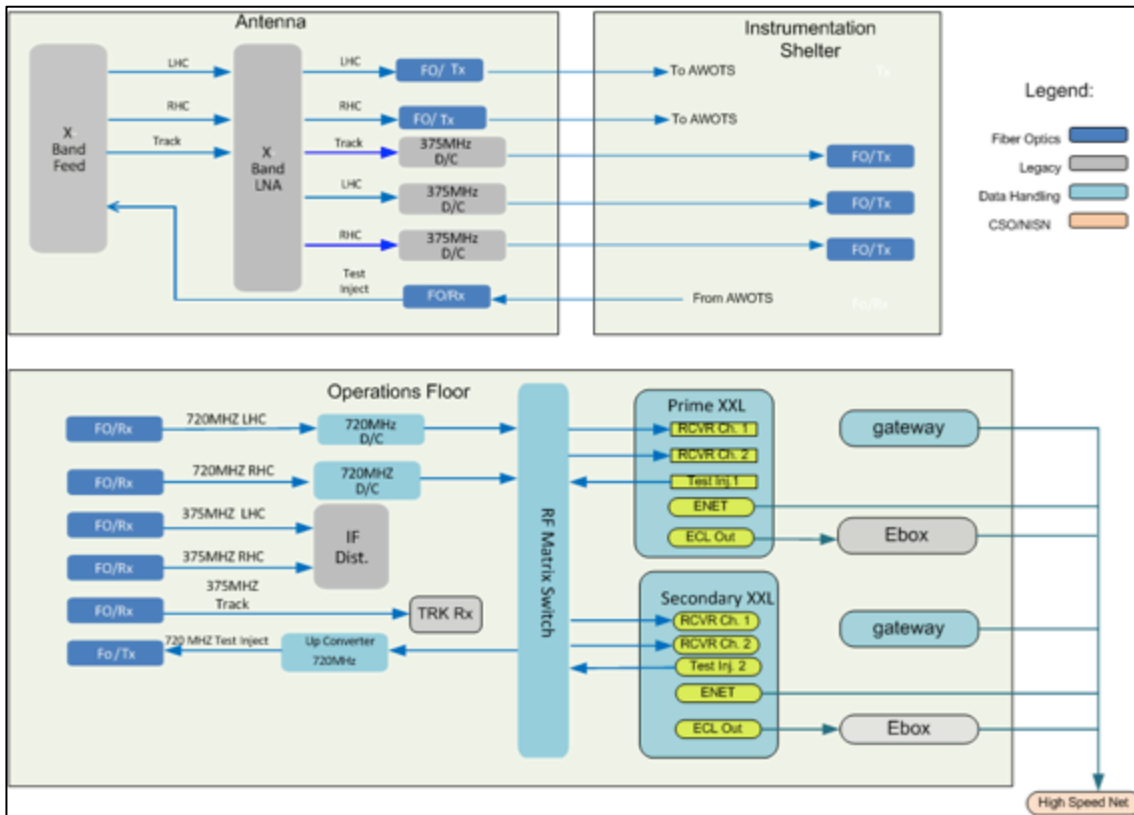 Antenna
X-
Band
Feed
LHC
RHC
Track
X-
Band
LNA
LHC
FO/ Tx
RHC
FO/ Tx
Track
375MHz
D/C
LHC
375MHz
D/C
RHC
375MHz
D/C
Test
Inject
FO/Rx
Instrumentation
Shelter
To AWOTS
Tx
To AWOTS
FO/Tx
FO/Tx
FO/Tx
From AWOTS
Fo/Rx
Legend:
Fiber Optics
Legacy
Data Handling
CSO/NISN
Operations Floor
FO/Rx
720MHZ LHC
720MHz
D/C
FO/Rx
720MHZ RHC
720MHZ
D/C
FO/Rx
375MHZ LHC
FO/Rx
375MHZ RHC
IF
Dist.
FO/Rx
375MHZ
Track
TRK Rx
Fo/Tx
720 MHZ Test Inject
Up Converter
720MHz
RF Matrix Switch
Prime XXL
RCVR Ch. 1
RCVR Ch. 2
Test Inj.1
ENET
ECL Out
gateway
Ebox
Secondary XXL
RCVR Ch. 1
RCVR Ch. 2
Test Inj. 2
ENET
ECL Out
gateway
Ebox
High Speed Net